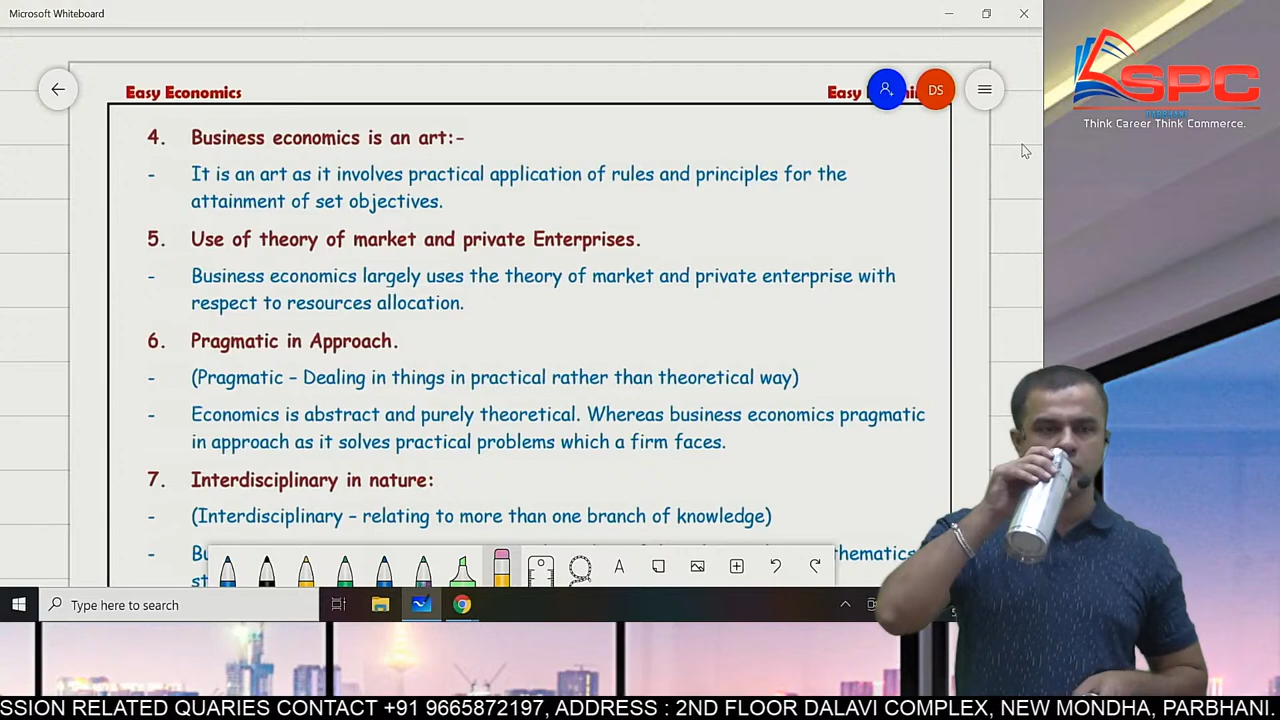 Microsoft Whiteboard
Easy Economics
Easy
DS
4. Business economics is an art:-
- It is an art as it involves practical application of rules and principles for the
attainment of set objectives.
5. Use of theory of market and private Enterprises.
- Business economics largely uses the theory of market and private enterprise with
respect to resources allocation.
6. Pragmatic in Approach.
- (Pragmatic – Dealing in things in practical rather than theoretical way)
- Economics is abstract and purely theoretical. Whereas business economics pragmatic
in approach as it solves practical problems which a firm faces.
7. Interdisciplinary in nature:
- (Interdisciplinary – relating to more than one branch of knowledge)
-
Type here to search
SPC
PARBHANI
Think Career Think Commerce.
SSION RELATED QUARIES CONTACT +91 9665872197, ADDRESS : 2ND FLOOR DALAVI COMPLEX, NEW MONDHA, PARBHANI.